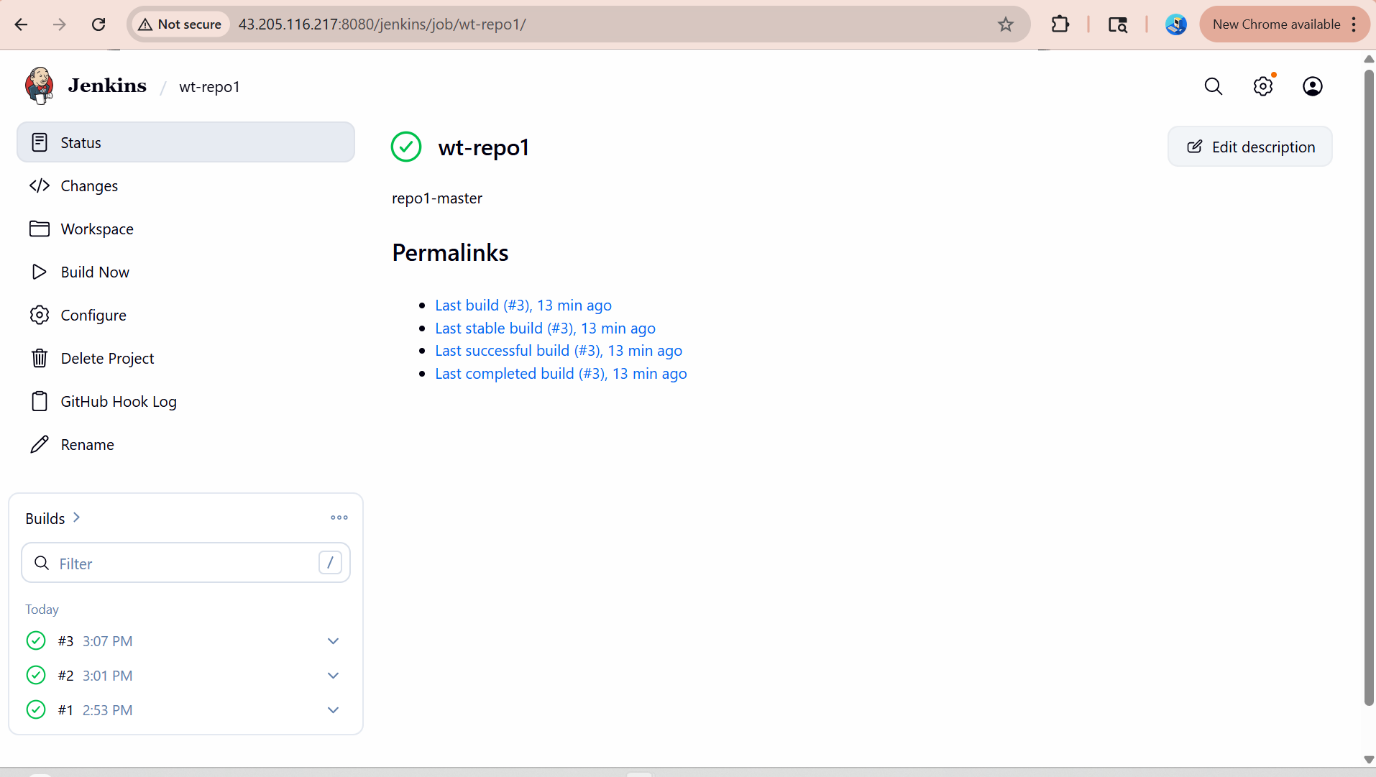 Not secure 43.205.116.217:8080/jenkins/job/wt-repo1/ New Chrome available
Jenkins / wt-repo1
Status
Changes
Workspace
Build Now
Configure
Delete Project
GitHub Hook Log
Rename
Builds
Filter /
Today
#3 3:07 PM
#2 3:01 PM
#1 2:53 PM
wt-repo1
Edit description
repo1-master
Permalinks
Last build (#3), 13 min ago
Last stable build (#3), 13 min ago
Last successful build (#3), 13 min ago
Last completed build (#3), 13 min ago